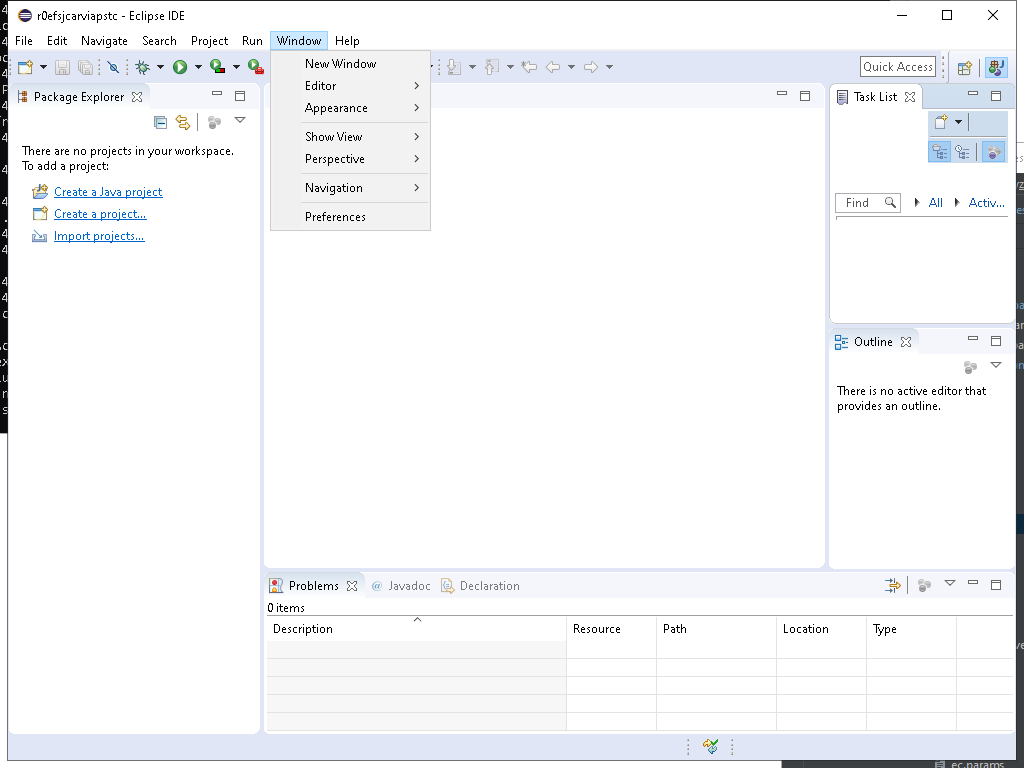 r0efsjcarviapstc - Eclipse IDE
File Edit Navigate Search Project Run Window Help
New Window
Editor
Appearance
Show View
Perspective
Navigation
Preferences
Quick Access
Package Explorer
There are no projects in your workspace.
To add a project:
Create a Java project
Create a project...
Import projects...
Task List
Find All Activ...
Outline
There is no active editor that
provides an outline.
Problems @ Javadoc Declaration
0 items
Description Resource Path Location Type
ec.params